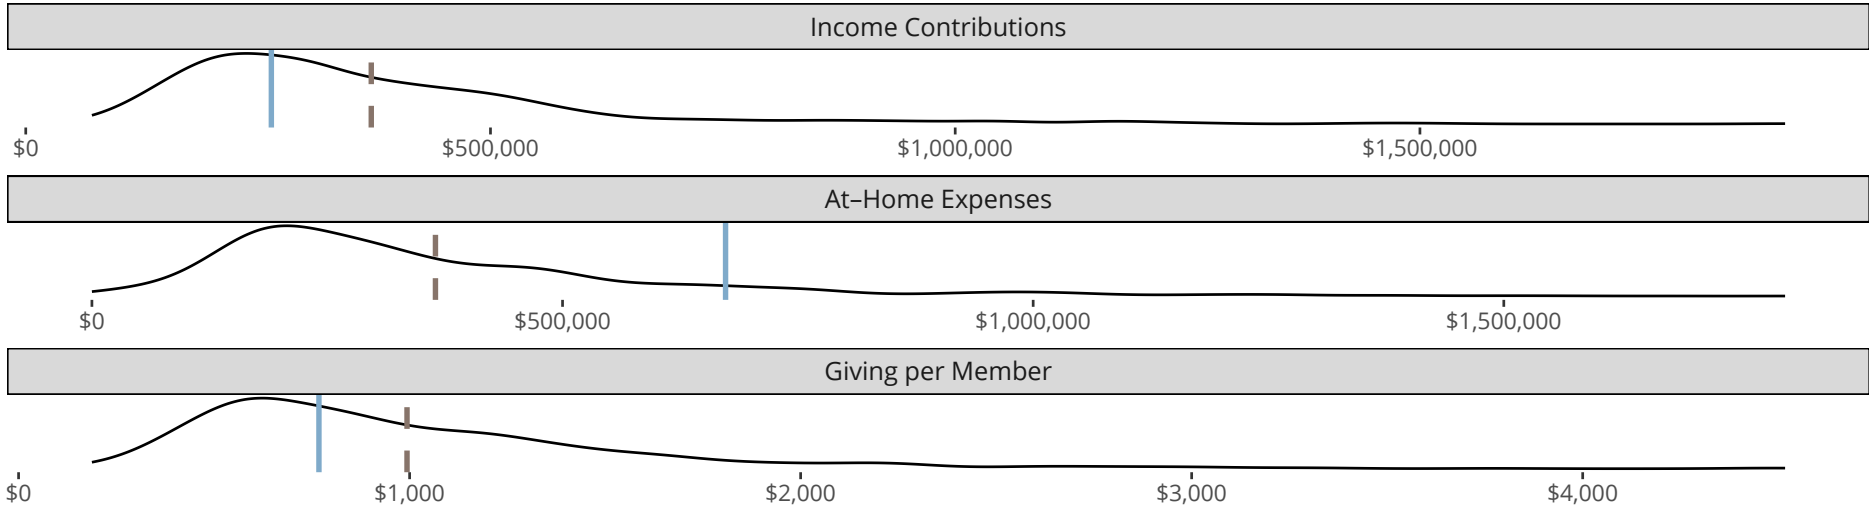 Income Contributions
$0 $500,000 $1,000,000 $1,500,000
At–Home Expenses
$0 $500,000 $1,000,000 $1,500,000
Giving per Member
$0 $1,000 $2,000 $3,000 $4,000